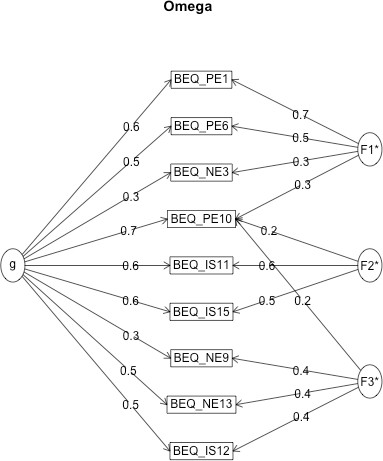 Omega
BEQ_PE1
0.7
0.6
BEQ_PE6
0.5
F1*
0.5
BEQ_NE3
0.3
0.3
0.3
BEQ_PE10
0.7
0.2
g
0.6
BEQ_IS11
0.6
F2*
0.6
BEQ_IS15
0.5
0.2
0.3
BEQ_NE9
0.4
0.5
F3*
BEQ_NE13
0.4
0.5
0.4
BEQ_IS12